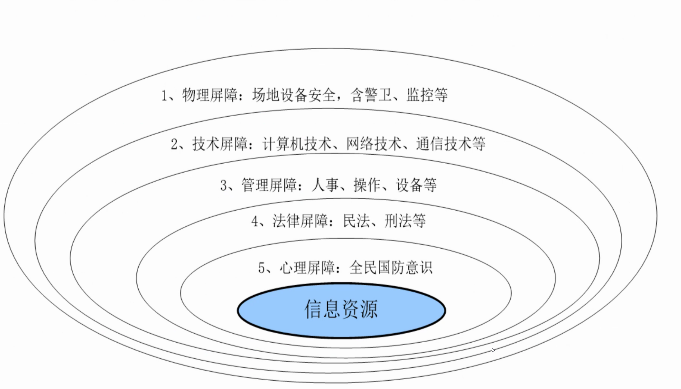 1、物理屏障：场地设备安全，含警卫、监控等
2、技术屏障：计算机技术、网络技术、通信技术等
3、管理屏障：人事、操作、设备等
4、法律屏障：民法、刑法等
5、心理屏障：全民国防意识
信息资源